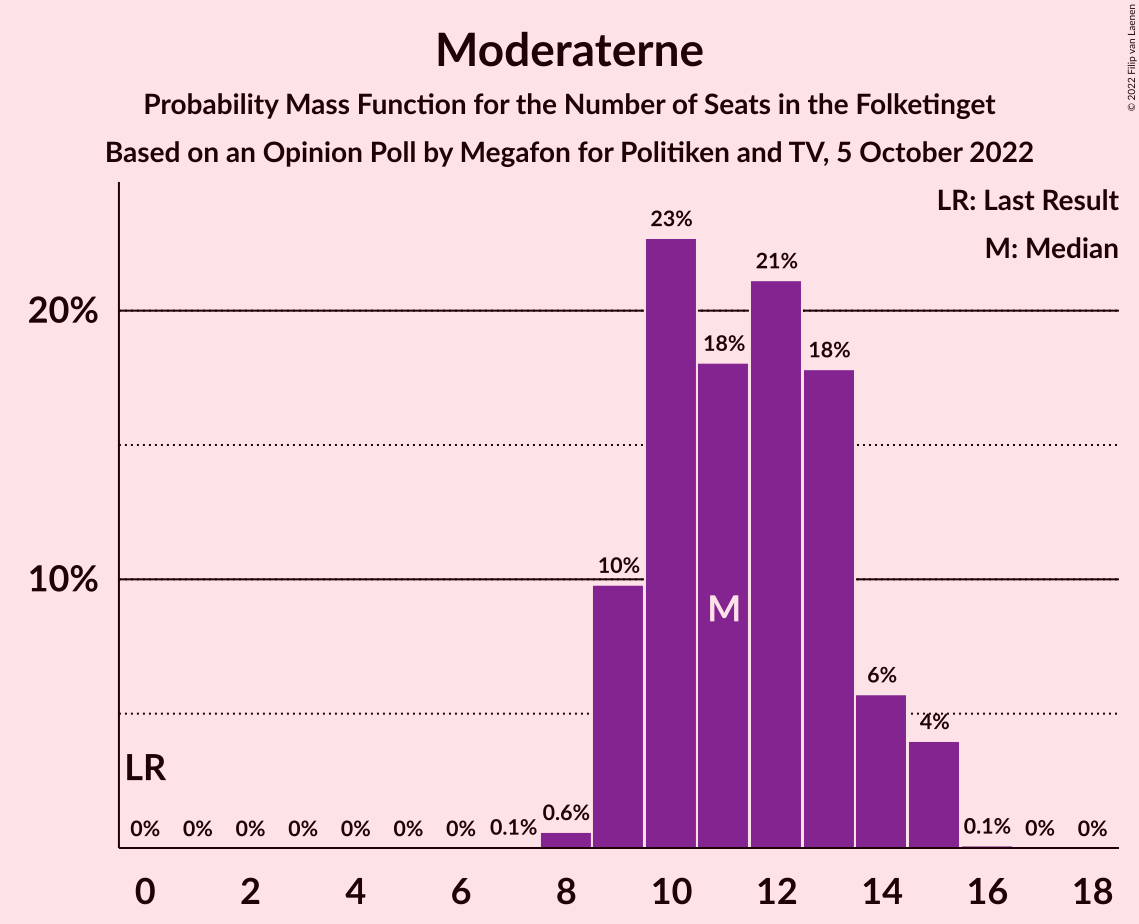 Moderaterne
Probability Mass Function for the Number of Seats in the Folketinget
Based on an Opinion Poll by Megafon for Politiken and TV, 5 October 2022
© 2022 Filip van Laenen
LR: Last Result
M: Median
20%
10%
LR
M
0% 0% 0% 0% 0% 0% 0% 0.1% 0.6% 10% 23% 18% 21% 18% 6% 4% 0.1% 0% 0%
0 2 4 6 8 10 12 14 16 18